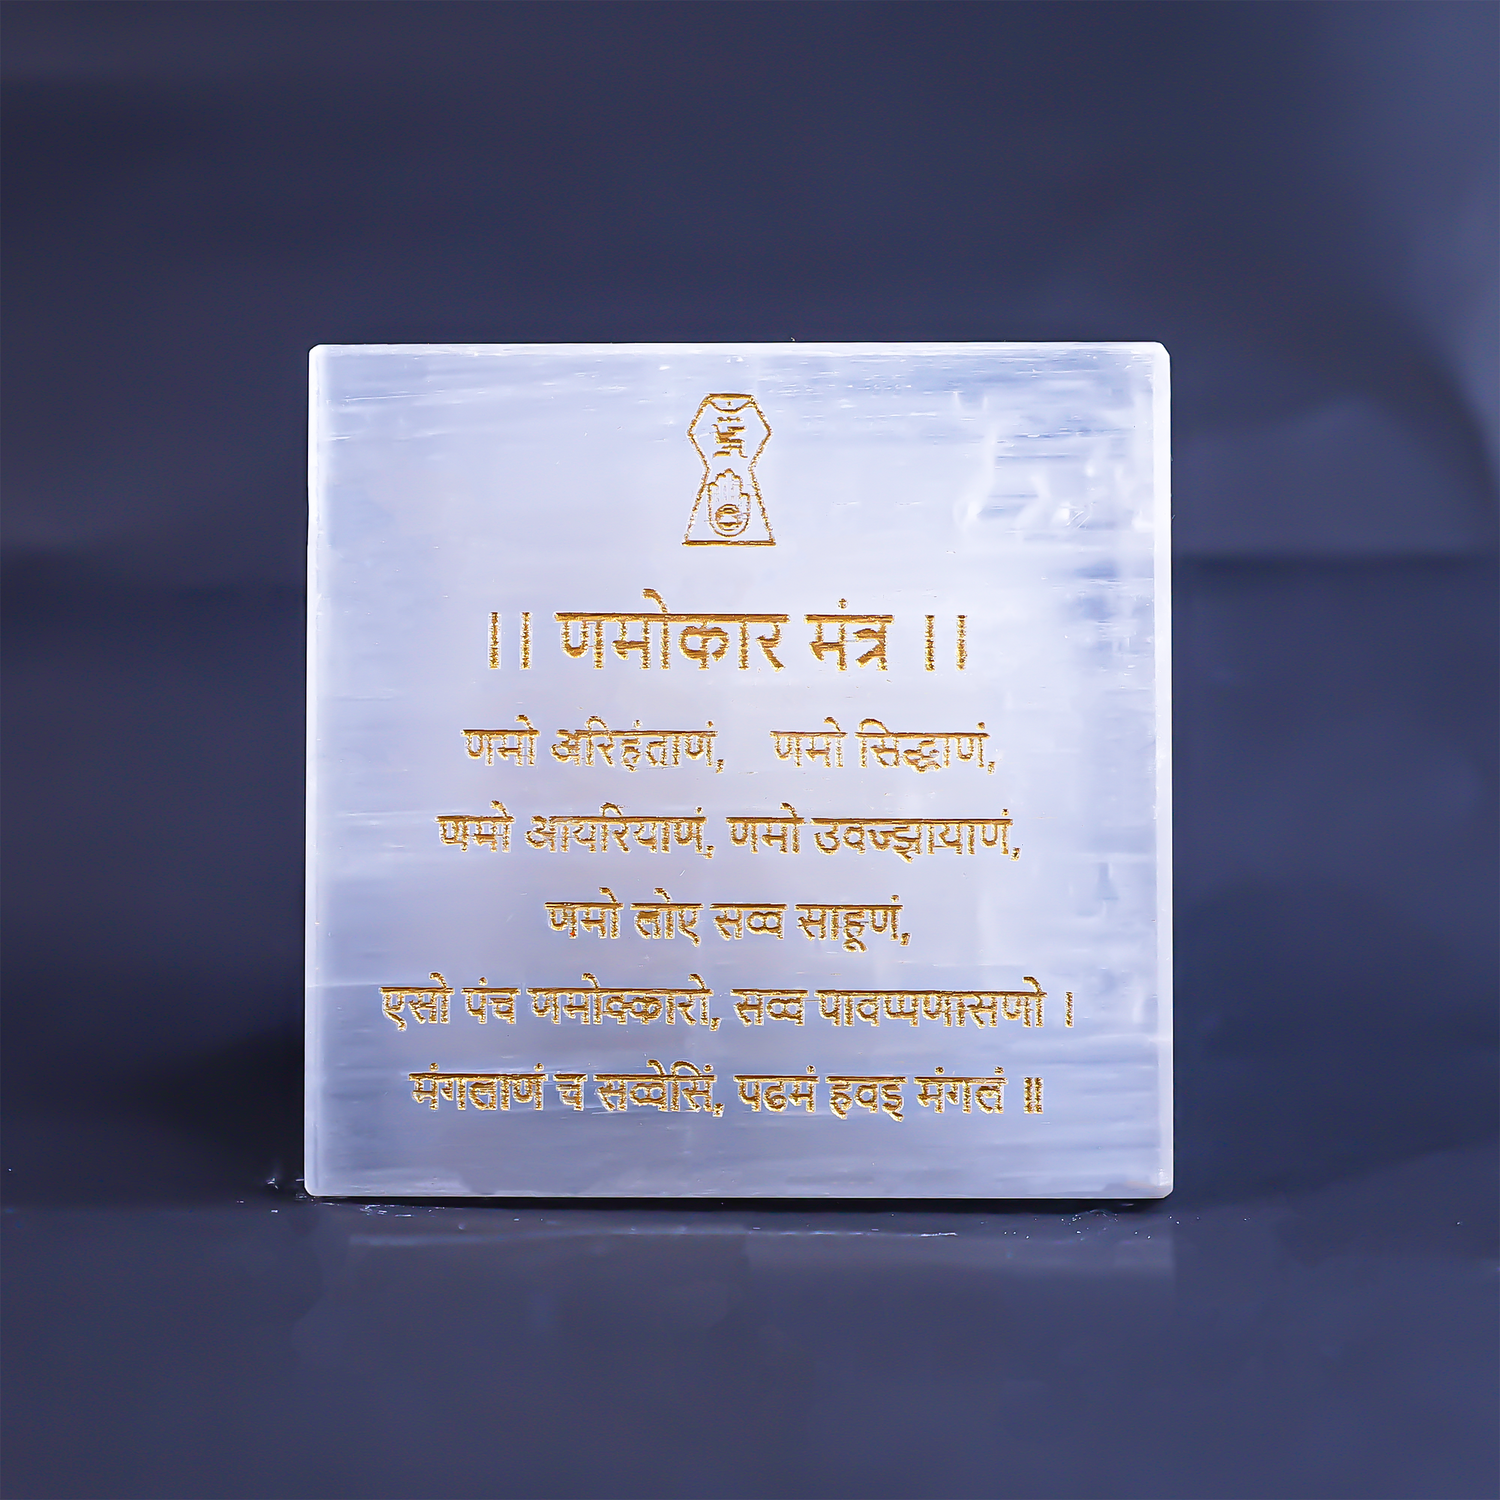 ।। णमोकार मंत्र ।।
णमो अरिहंताणं, णमो सिद्धाणं,
णमो आयरियाणं, णमो उवज्झायाणं,
णमो लोए सव्व साहूणं,
एसो पंच णमोक्कारो, सव्व पावप्पणासणो ।
मंगलाणं च सव्वेसिं, पढमं हवइ मंगलं ॥